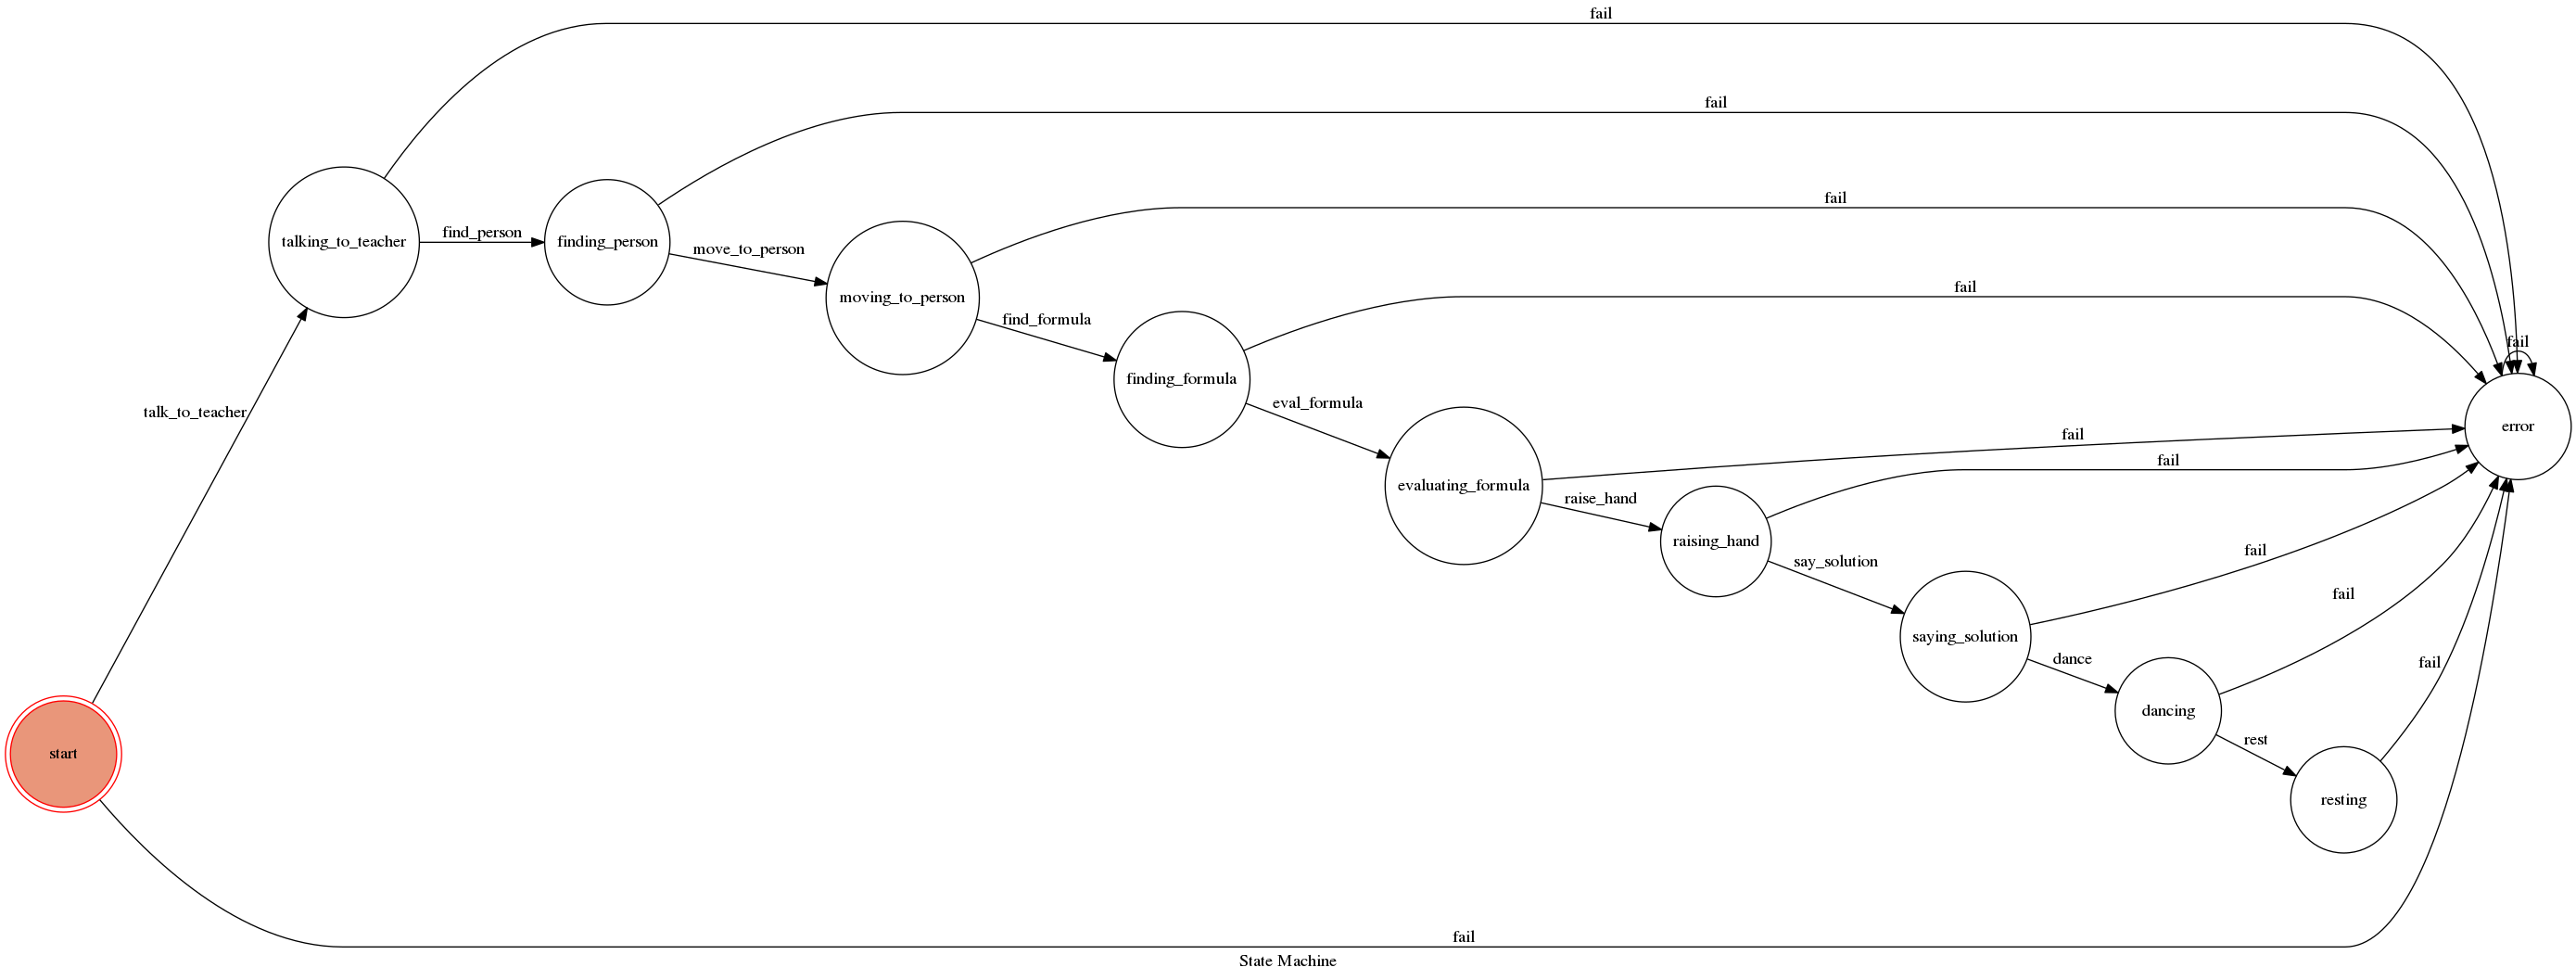 fail
fail
fail
fail
fail
talking_to_teacher
find_person
finding_person
move_to_person
moving_to_person
find_formula
finding_formula
eval_formula
talk_to_teacher
error
fail
fail
evaluating_formula
raise_hand
raising_hand
say_solution
fail
fail
saying_solution
dance
fail
dancing
rest
start
resting
fail
State Machine